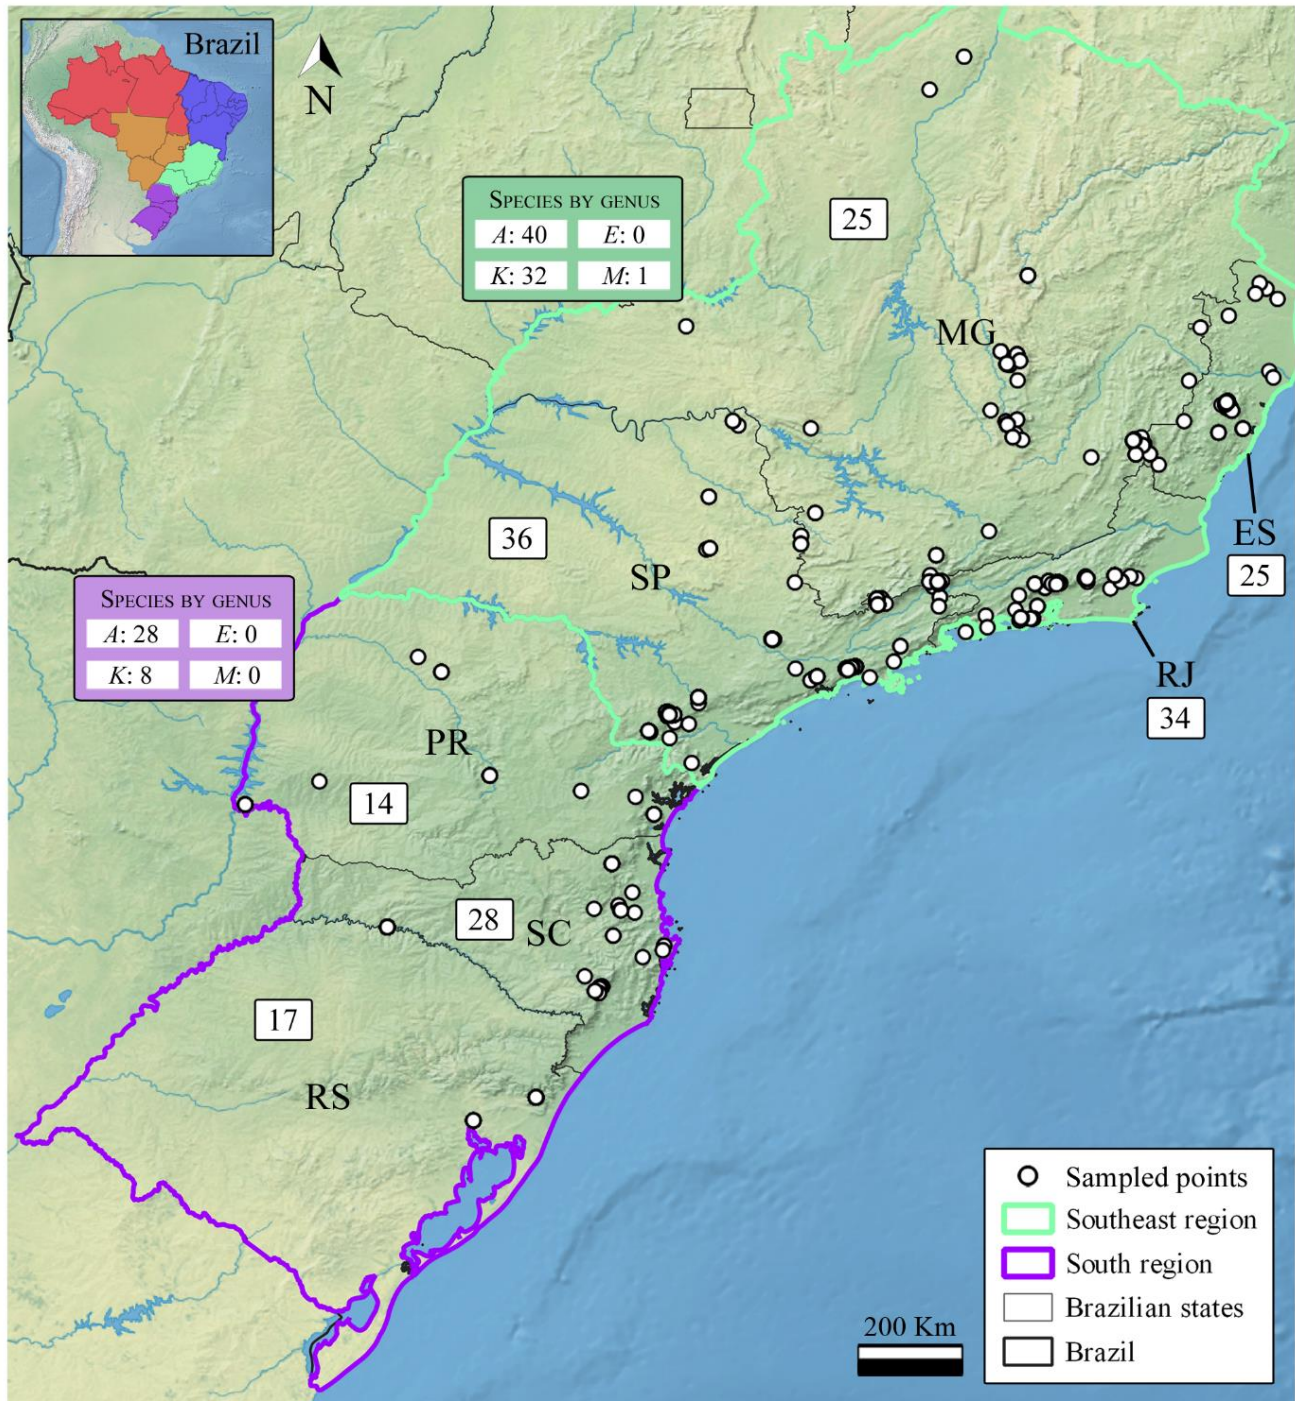 Brazil
N
SPECIES BY GENUS
A: 40 E: 0
K: 32 M: 1
25
MG
36
SP
ES
25
RJ
34
SPECIES BY GENUS
A: 28 E: 0
K: 8 M: 0
PR
14
28
SC
17
RS
200 Km
Sampled points
Southeast region
South region
Brazilian states
Brazil